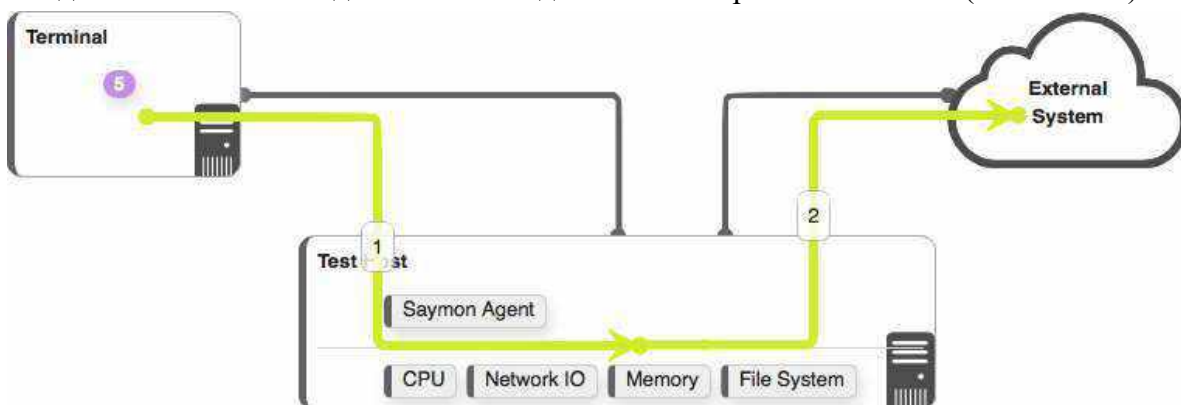 Terminal
5
External
System
2
1
Test
Saymon Agent
CPU
Network IO
Memory
File System